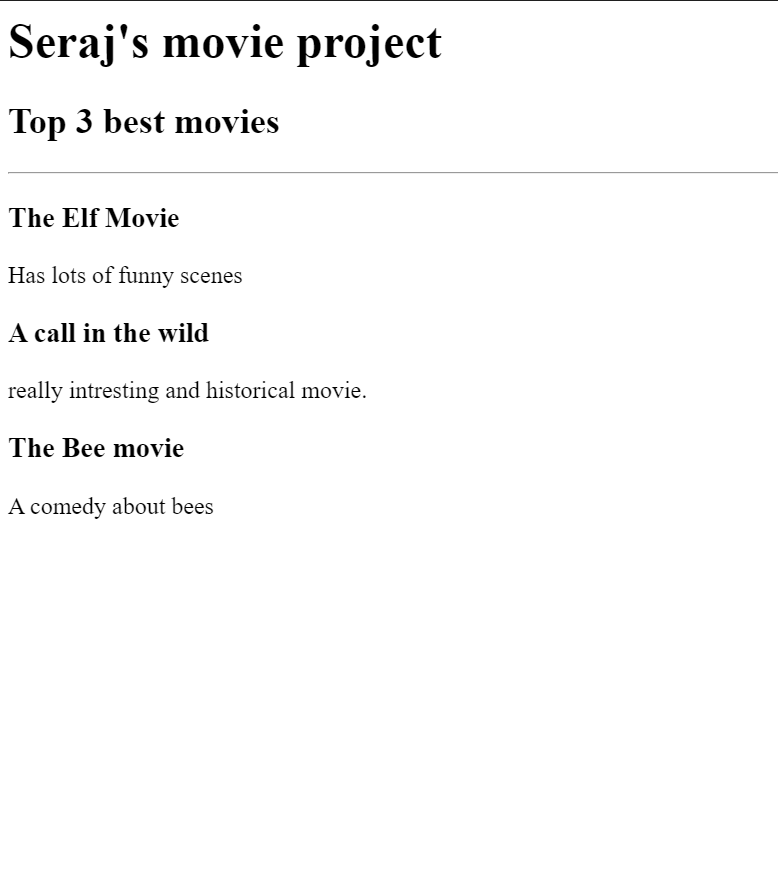 Seraj's movie project
Top 3 best movies
The Elf Movie
Has lots of funny scenes
A call in the wild
really intresting and historical movie.
The Bee movie
A comedy about bees